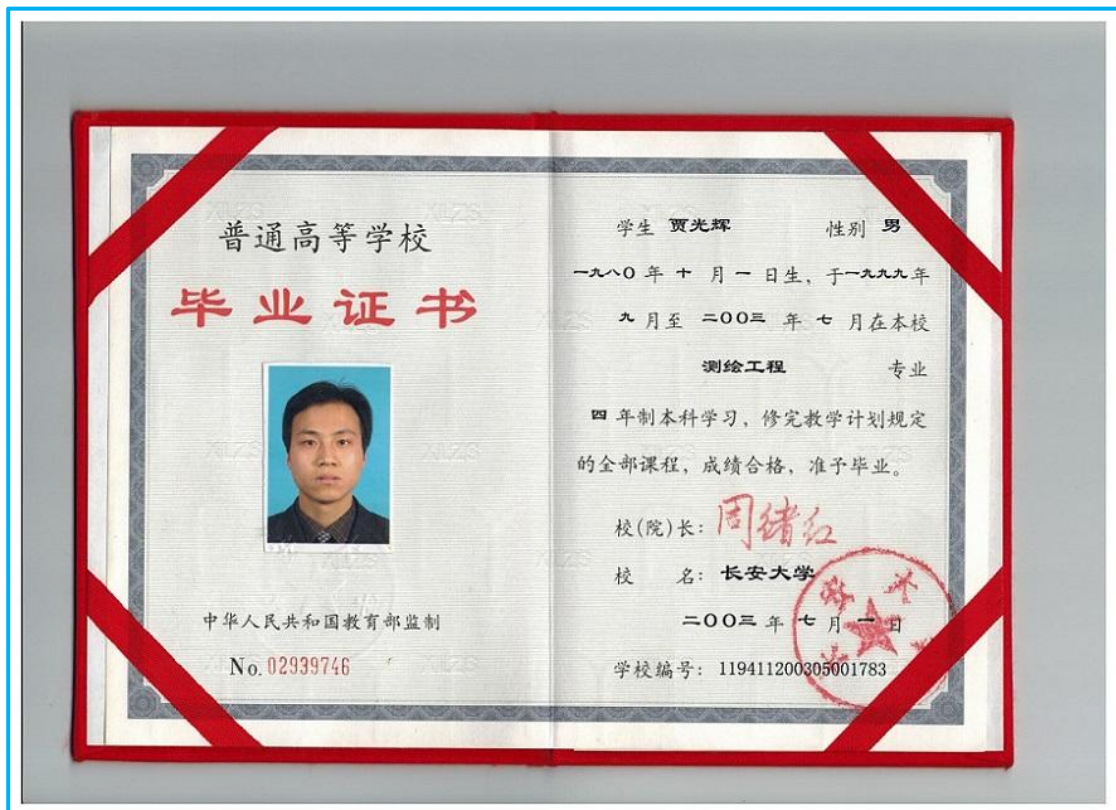 普通高等学校
毕业证书
中华人民共和国教育部监制
No. 02939746
学生 贾光辉 性别 男
一九八〇 年 十 月 一 日生，于一九九九年
九 月至 二〇〇三 年 七 月在本校
测绘工程 专业
四 年制本科学习，修完教学计划规定
的全部课程，成绩合格，准予毕业。
校(院)长：周绪红
校 名：长安大学
二〇〇三 年 七 月 一 日
学校编号：119411200305001783
XLZS